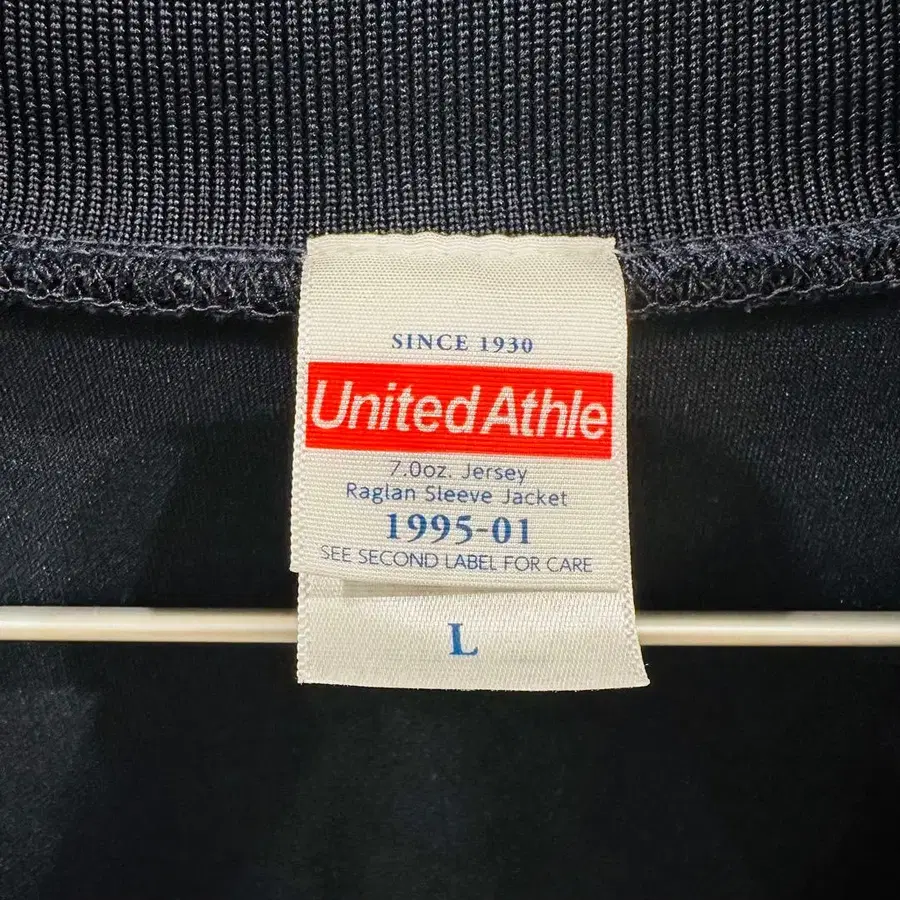 SINCE 1930
United Athle
7.0oz. Jersey
Raglan Sleeve Jacket
1995-01
SEE SECOND LABEL FOR CARE
L